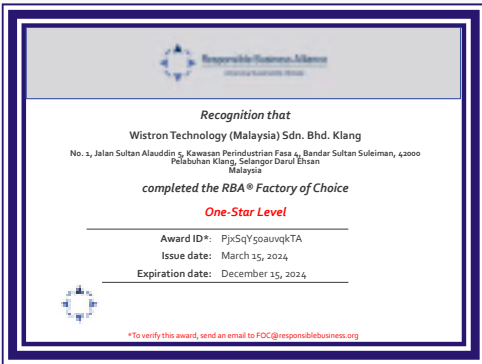 Responsible Business Alliance
Recognition that
Wistron Technology (Malaysia) Sdn. Bhd. Klang
No. 1, Jalan Sultan Alauddin 5, Kawasan Perindustrian Fasa 4, Bandar Sultan Suleiman, 42000
Pelabuhan Klang, Selangor Darul Ehsan
Malaysia
completed the RBA® Factory of Choice
One-Star Level
Award ID*: PjxSqY5oauvqkTA
Issue date: March 15, 2024
Expiration date: December 15, 2024
*To verify this award, send an email to FOC@responsiblebusiness.org